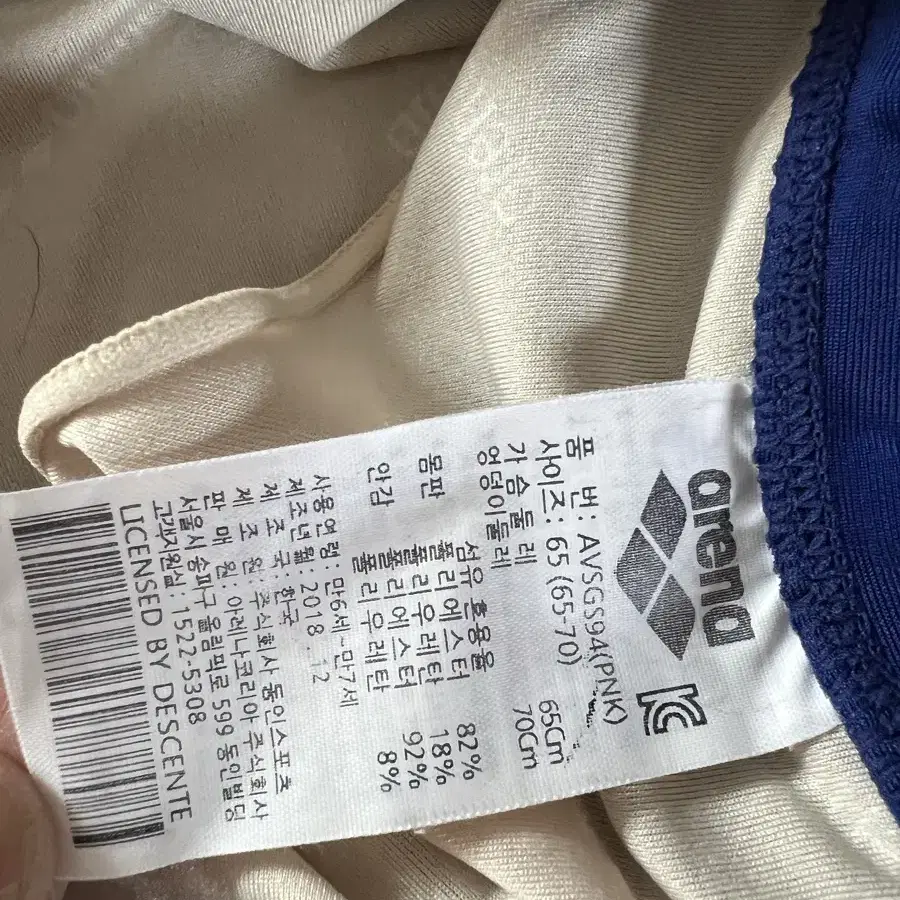 arena
품 번: AVSGS94(PNK)
사이즈: 65 (65-70)
가 슴 둘 레 65Cm
엉덩이둘레 70Cm
섬유 혼용율
몸판 폴리에스터 82%
폴리우레탄 18%
안감 폴리에스터 92%
폴리우레탄 8%
사용연령: 만6세~만7세
제조년월: 2018 . 12
제 조 국: 한국
제 조 원: 주식회사 동인스포츠
판 매 원: 아레나코리아 주식회사
서울시 송파구 올림픽로 599 동인빌딩
고객지원실: 1522-5308
LICENSED BY DESCENTE